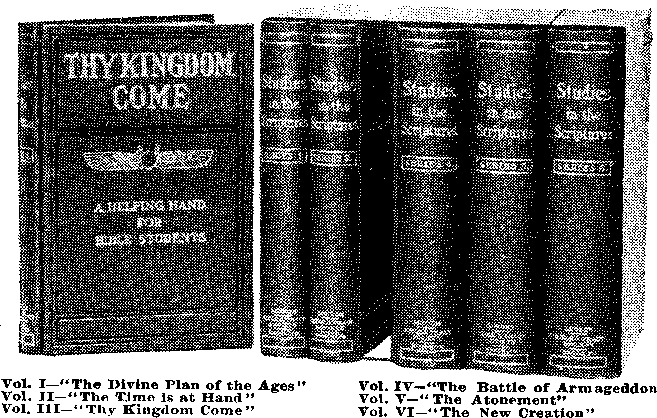 THY KINGDOM
COME
A HELPING HAND
FOR
BIBLE STUDENTS
Studies
in the
Scriptures
Studies
in the
Scriptures
Studies
in the
Scriptures
Studies
in the
Scriptures
Studies
in the
Scriptures
Vol. I—"The Divine Plan of the Ages"
Vol. II—"The Time is at Hand"
Vol. III—"Thy Kingdom Come"
Vol. IV—"The Battle of Armageddon
Vol. V—"The Atonement"
Vol. VI—"The New Creation"